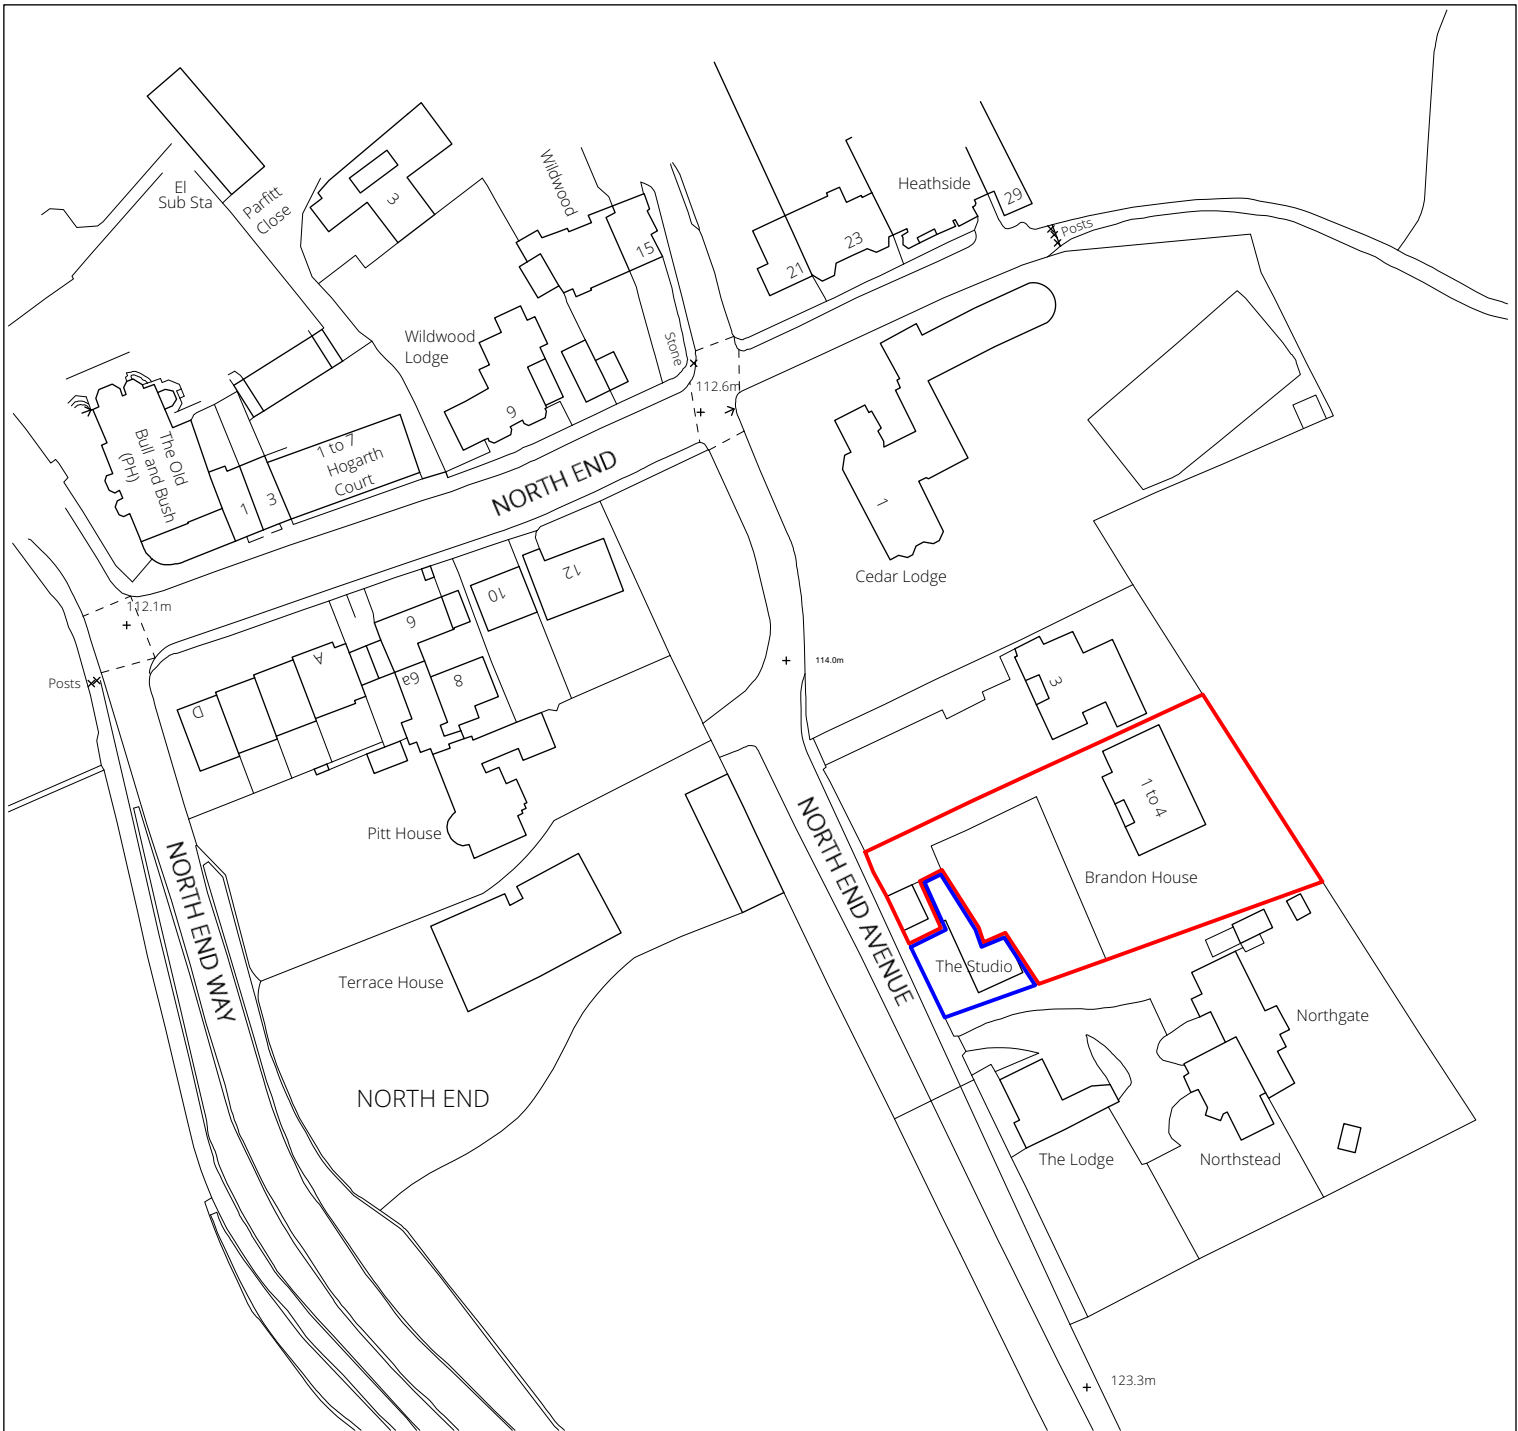 El
Sub Sta
Parfitt
Close
3
Wildwood
15
Heathside
29
Posts
23
21
Wildwood
Lodge
9
Stone
112.6m
The Old
Bull and Bush
(PH)
1
3
1 to 7
Hogarth
Court
NORTH END
1
Cedar Lodge
112.1m
Posts
D
A
6
6a
8
10
12
114.0m
3
Pitt House
NORTH END WAY
Terrace House
NORTH END
NORTH END AVENUE
1 to 4
Brandon House
The Studio
Northgate
The Lodge
Northstead
123.3m